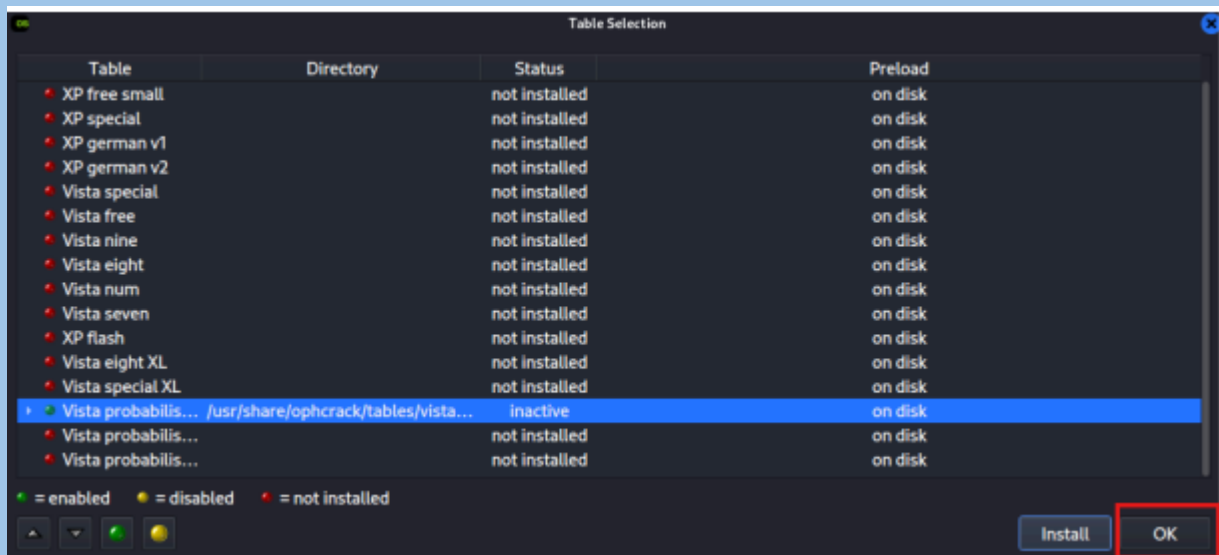 Table Selection
Table Directory Status Preload
XP free small not installed on disk
XP special not installed on disk
XP german v1 not installed on disk
XP german v2 not installed on disk
Vista special not installed on disk
Vista free not installed on disk
Vista nine not installed on disk
Vista eight not installed on disk
Vista num not installed on disk
Vista seven not installed on disk
XP flash not installed on disk
Vista eight XL not installed on disk
Vista special XL not installed on disk
Vista probabilis... /usr/share/ophcrack/tables/vista... inactive on disk
Vista probabilis... not installed on disk
Vista probabilis... not installed on disk
= enabled = disabled = not installed
Install OK